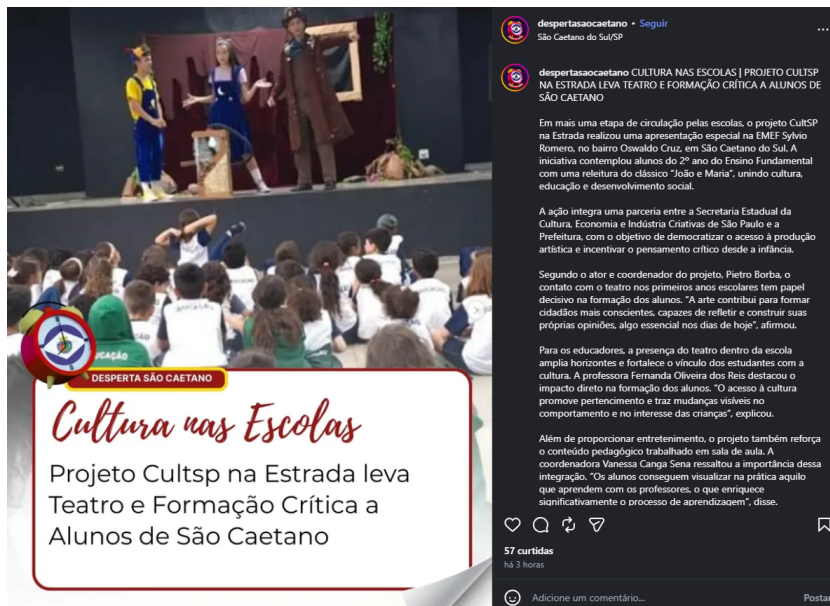 DESPERTA SÃO CAETANO
Cultura nas Escolas
Projeto Cultsp na Estrada leva
Teatro e Formação Crítica a
Alunos de São Caetano
despertasaocaetano • Seguir
São Caetano do Sul/SP
despertasaocaetano CULTURA NAS ESCOLAS | PROJETO CULTSP
NA ESTRADA LEVA TEATRO E FORMAÇÃO CRÍTICA A ALUNOS DE
SÃO CAETANO
Em mais uma etapa de circulação pelas escolas, o projeto CultSP
na Estrada realizou uma apresentação especial na EMEF Sylvio
Romero, no bairro Oswaldo Cruz, em São Caetano do Sul. A
iniciativa contemplou alunos do 2º ano do Ensino Fundamental
com uma releitura do clássico “João e Maria”, unindo cultura,
educação e desenvolvimento social.
A ação integra uma parceria entre a Secretaria Estadual da
Cultura, Economia e Indústria Criativas de São Paulo e a
Prefeitura, com o objetivo de democratizar o acesso à produção
artística e incentivar o pensamento crítico desde a infância.
Segundo o ator e coordenador do projeto, Pietro Borba, o
contato com o teatro nos primeiros anos escolares tem papel
decisivo na formação dos alunos. “A arte contribui para formar
cidadãos mais conscientes, capazes de refletir e construir suas
próprias opiniões, algo essencial nos dias de hoje”, afirmou.
Para os educadores, a presença do teatro dentro da escola
amplia horizontes e fortalece o vínculo dos estudantes com a
cultura. A professora Fernanda Oliveira dos Reis destacou o
impacto direto na formação dos alunos. “O acesso à cultura
promove pertencimento e traz mudanças visíveis no
comportamento e no interesse das crianças”, explicou.
Além de proporcionar entretenimento, o projeto também reforça
o conteúdo pedagógico trabalhado em sala de aula. A
coordenadora Vanessa Canga Sena ressaltou a importância dessa
integração. “Os alunos conseguem visualizar na prática aquilo
que aprendem com os professores, o que enriquece
significativamente o processo de aprendizagem”, disse.
57 curtidas
há 3 horas
Adicione um comentário...
Postar